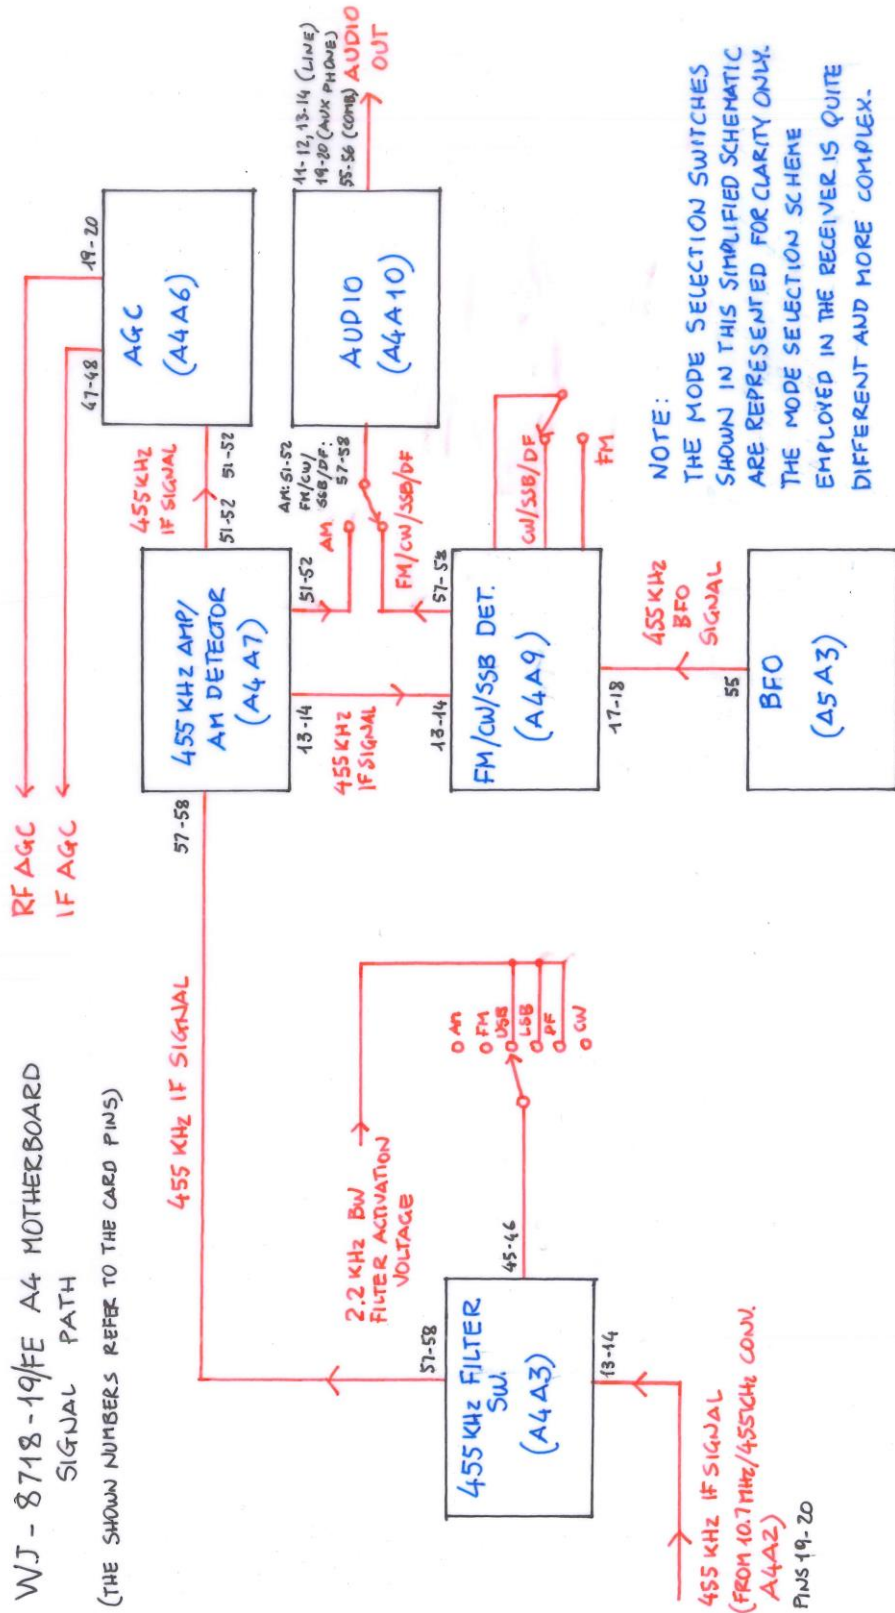 WJ - 8718-19/FE A4 MOTHERBOARD
SIGNAL PATH
(THE SHOWN NUMBERS REFER TO THE CARD PINS)
RF AGC
IF AGC
47-48
19-20
AGC
(A4A6)
455 KHz IF SIGNAL
57-58
455 KHz AMP/
AM DETECTOR
(A4A7)
455 KHz
IF SIGNAL
51-52
51-52
13-14
51-52
AM
455 KHz
IF SIGNAL
AM: 51-52
FM/CW/
SSB/DF:
57-58
FM/CW/SSB/DF
AUDIO
(A4A10)
11-12, 13-14 (LINE)
19-20 (AUX PHONE)
55-56 (COMB)
AUDIO
OUT
13-14
57-58
FM/CW/SSB DET.
(A4A9)
17-18
CW/SSB/DF
FM
455 KHz
BFO
SIGNAL
55
BFO
(A5A3)
2.2 KHz BW
FILTER ACTIVATION
VOLTAGE
AM
FM
USB
LSB
DF
CW
57-58
45-46
455 KHz FILTER
SW.
(A4A3)
13-14
455 KHz IF SIGNAL
(FROM 10.7 MHz/455 KHz CONV.
A4A2)
PINS 19-20
NOTE:
THE MODE SELECTION SWITCHES
SHOWN IN THIS SIMPLIFIED SCHEMATIC
ARE REPRESENTED FOR CLARITY ONLY.
THE MODE SELECTION SCHEME
EMPLOYED IN THE RECEIVER IS QUITE
DIFFERENT AND MORE COMPLEX.